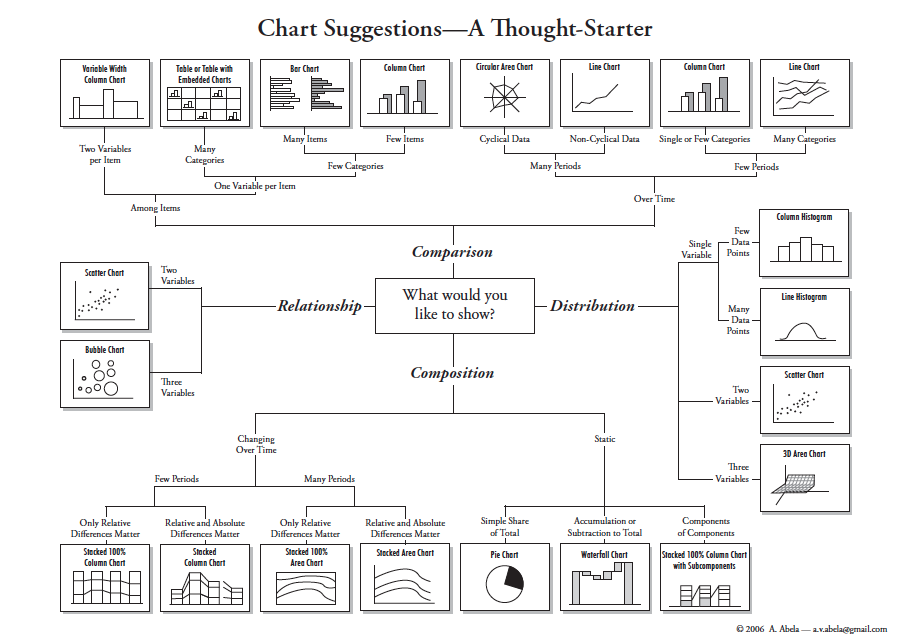 Chart Suggestions—A Thought-Starter
Variable Width
Column Chart
Table or Table with
Embedded Charts
Bar Chart
Column Chart
Circular Area Chart
Line Chart
Column Chart
Line Chart
Two Variables
per Item
Many
Categories
Many Items
Few Items
Cyclical Data
Non-Cyclical Data
Single or Few Categories
Many Categories
Few Categories
Many Periods
Few Periods
One Variable per Item
Among Items
Over Time
Comparison
What would you
like to show?
Relationship
Two
Variables
Scatter Chart
Bubble Chart
Three
Variables
Distribution
Single
Variable
Few
Data
Points
Column Histogram
Many
Data
Points
Line Histogram
Two
Variables
Scatter Chart
Three
Variables
3D Area Chart
Composition
Changing
Over Time
Static
Few Periods
Many Periods
Only Relative
Differences Matter
Relative and Absolute
Differences Matter
Only Relative
Differences Matter
Relative and Absolute
Differences Matter
Simple Share
of Total
Accumulation or
Subtraction to Total
Components
of Components
Stacked 100%
Column Chart
Stacked
Column Chart
Stacked 100%
Area Chart
Stacked Area Chart
Pie Chart
Waterfall Chart
Stacked 100% Column Chart
with Subcomponents
© 2006 A. Abela — a.v.abela@gmail.com